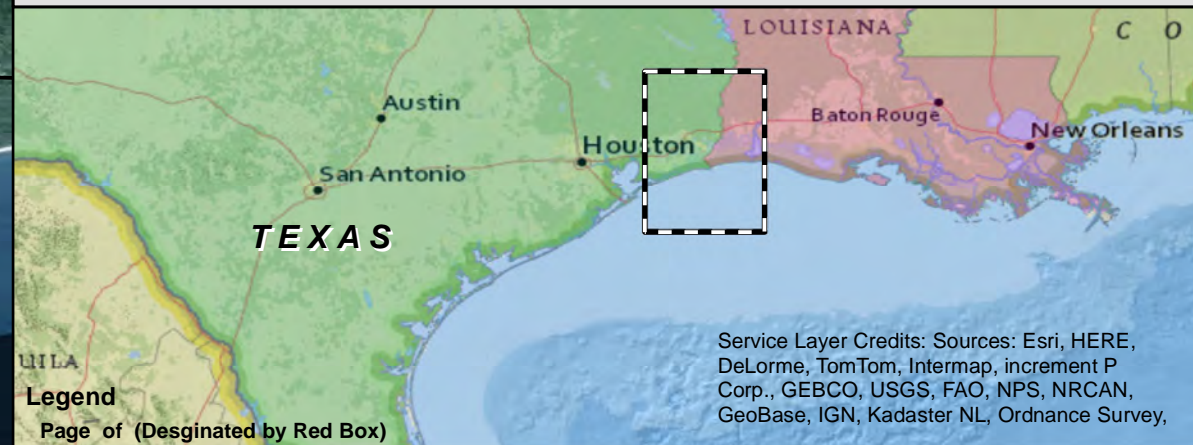 LOUISIANA
C O
Austin
Baton Rouge
New Orleans
Houston
San Antonio
TEXAS
UILA
Service Layer Credits: Sources: Esri, HERE,
DeLorme, TomTom, Intermap, increment P
Corp., GEBCO, USGS, FAO, NPS, NRCAN,
GeoBase, IGN, Kadaster NL, Ordnance Survey,
Legend
Page of (Desginated by Red Box)